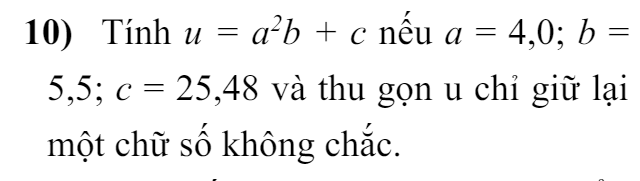 10) Tính u = a²b + c nếu a = 4,0; b =
5,5; c = 25,48 và thu gọn u chỉ giữ lại
một chữ số không chắc.